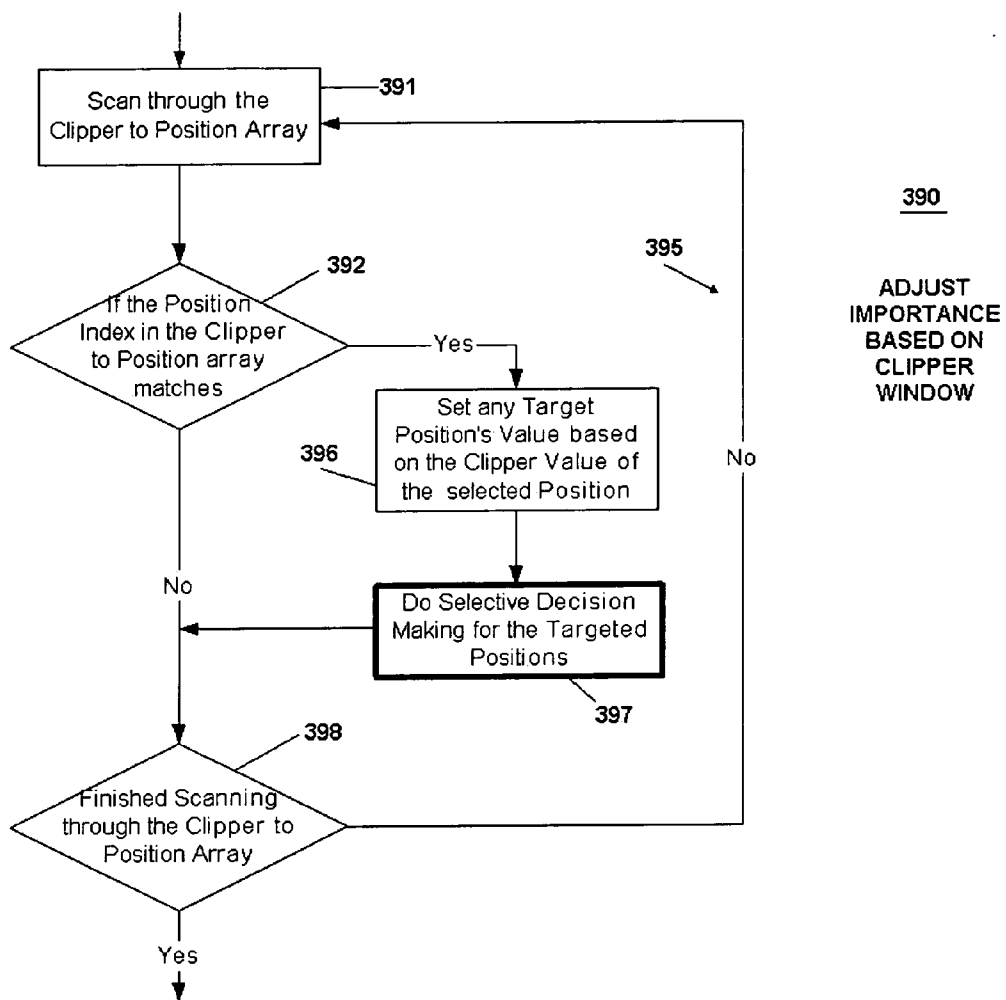 Scan through the
Clipper to Position Array
391
390
395
392
If the Position
Index in the Clipper
to Position array
matches
Yes
ADJUST
IMPORTANCE
BASED ON
CLIPPER
WINDOW
Set any Target
Position's Value based
on the Clipper Value of
the selected Position
396
No
No
Do Selective Decision
Making for the Targeted
Positions
397
398
Finished Scanning
through the Clipper to
Position Array
Yes